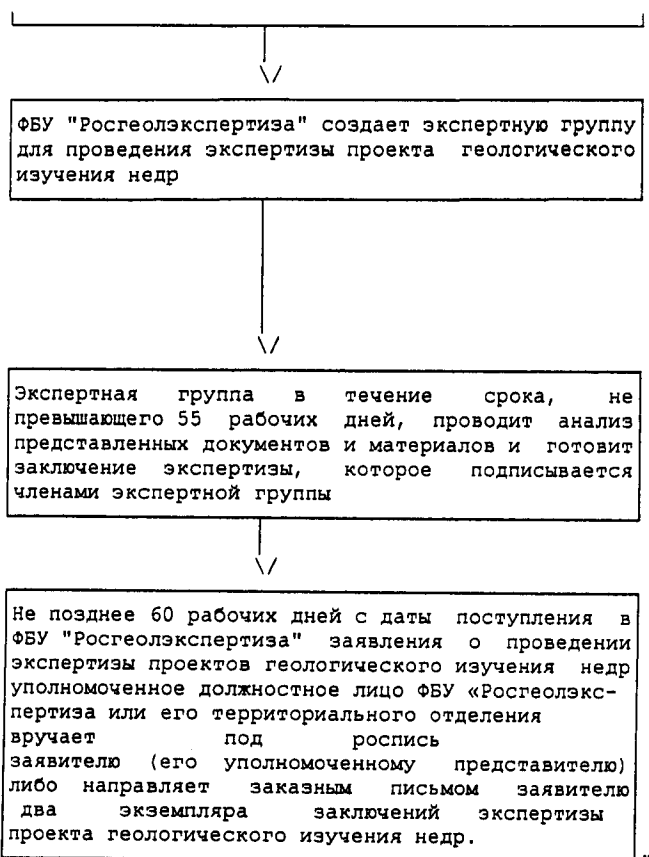 \/
ФБУ "Росгеолэкспертиза" создает экспертную группу
для проведения экспертизы проекта геологического
изучения недр
\/
Экспертная группа в течение срока, не
превышающего 55 рабочих дней, проводит анализ
представленных документов и материалов и готовит
заключение экспертизы, которое подписывается
членами экспертной группы
\/
Не позднее 60 рабочих дней с даты поступления в
ФБУ "Росгеолэкспертиза" заявления о проведении
экспертизы проектов геологического изучения недр
уполномоченное должностное лицо ФБУ «Росгеолэкс-
пертиза или его территориального отделения
вручает под роспись
заявителю (его уполномоченному представителю)
либо направляет заказным письмом заявителю
два экземпляра заключений экспертизы
проекта геологического изучения недр.
"